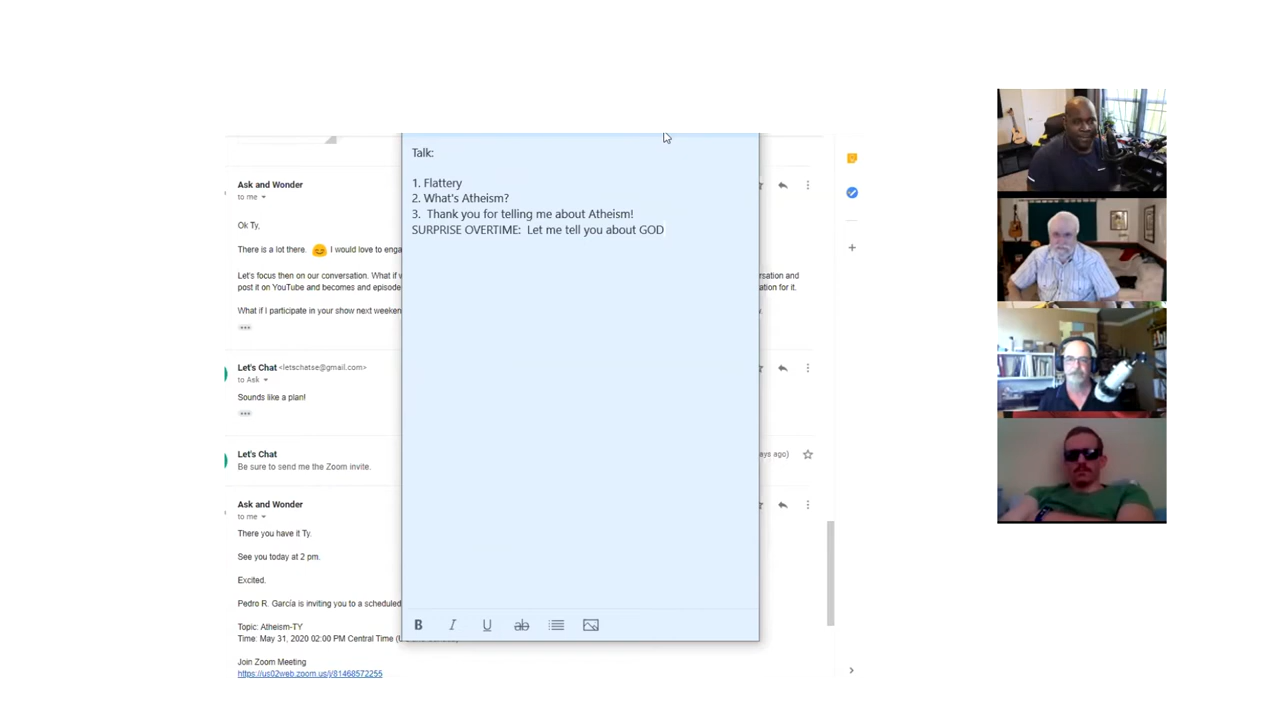 Talk:
1. Flattery
2. What's Atheism?
3. Thank you for telling me about Atheism!
SURPRISE OVERTIME: Let me tell you about GOD
B I U ab
Ask and Wonder
to me
Ok Ty,
There is a lot there. 🤗 I would love to enga
Let's focus then on our conversation. What if v
rsation and
post it on YouTube and becomes and episode
ration for it.
What if I participate in your show next weeken
Let's Chat <letschatse@gmail.com>
to Ask
Sounds like a plan!
Let's Chat
ays ago)
Be sure to send me the Zoom invite.
Ask and Wonder
to me
There you have it Ty.
See you today at 2 pm.
Excited.
Pedro R. García is inviting you to a scheduled
Topic: Atheism-TY
Time: May 31, 2020 02:00 PM Central Time (
Join Zoom Meeting
https://us02web.zoom.us/j/81468572255